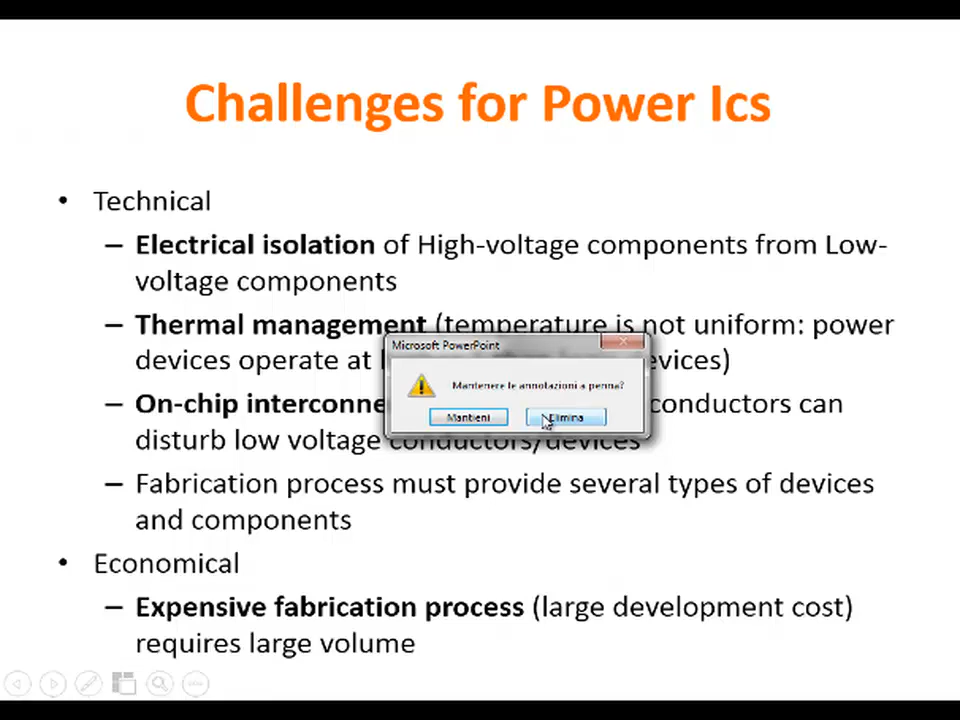 Challenges for Power Ics
• Technical
– Electrical isolation of High-voltage components from Low-
voltage components
– Thermal management (temperature is not uniform: power
devices operate at
devices)
Microsoft PowerPoint
Mantenere le annotazioni a penna?
Mantieni
Elimina
– On-chip
conductors can
disturb low voltage conductors/devices
– Fabrication process must provide several types of devices
and components
• Economical
– Expensive fabrication process (large development cost)
requires large volume